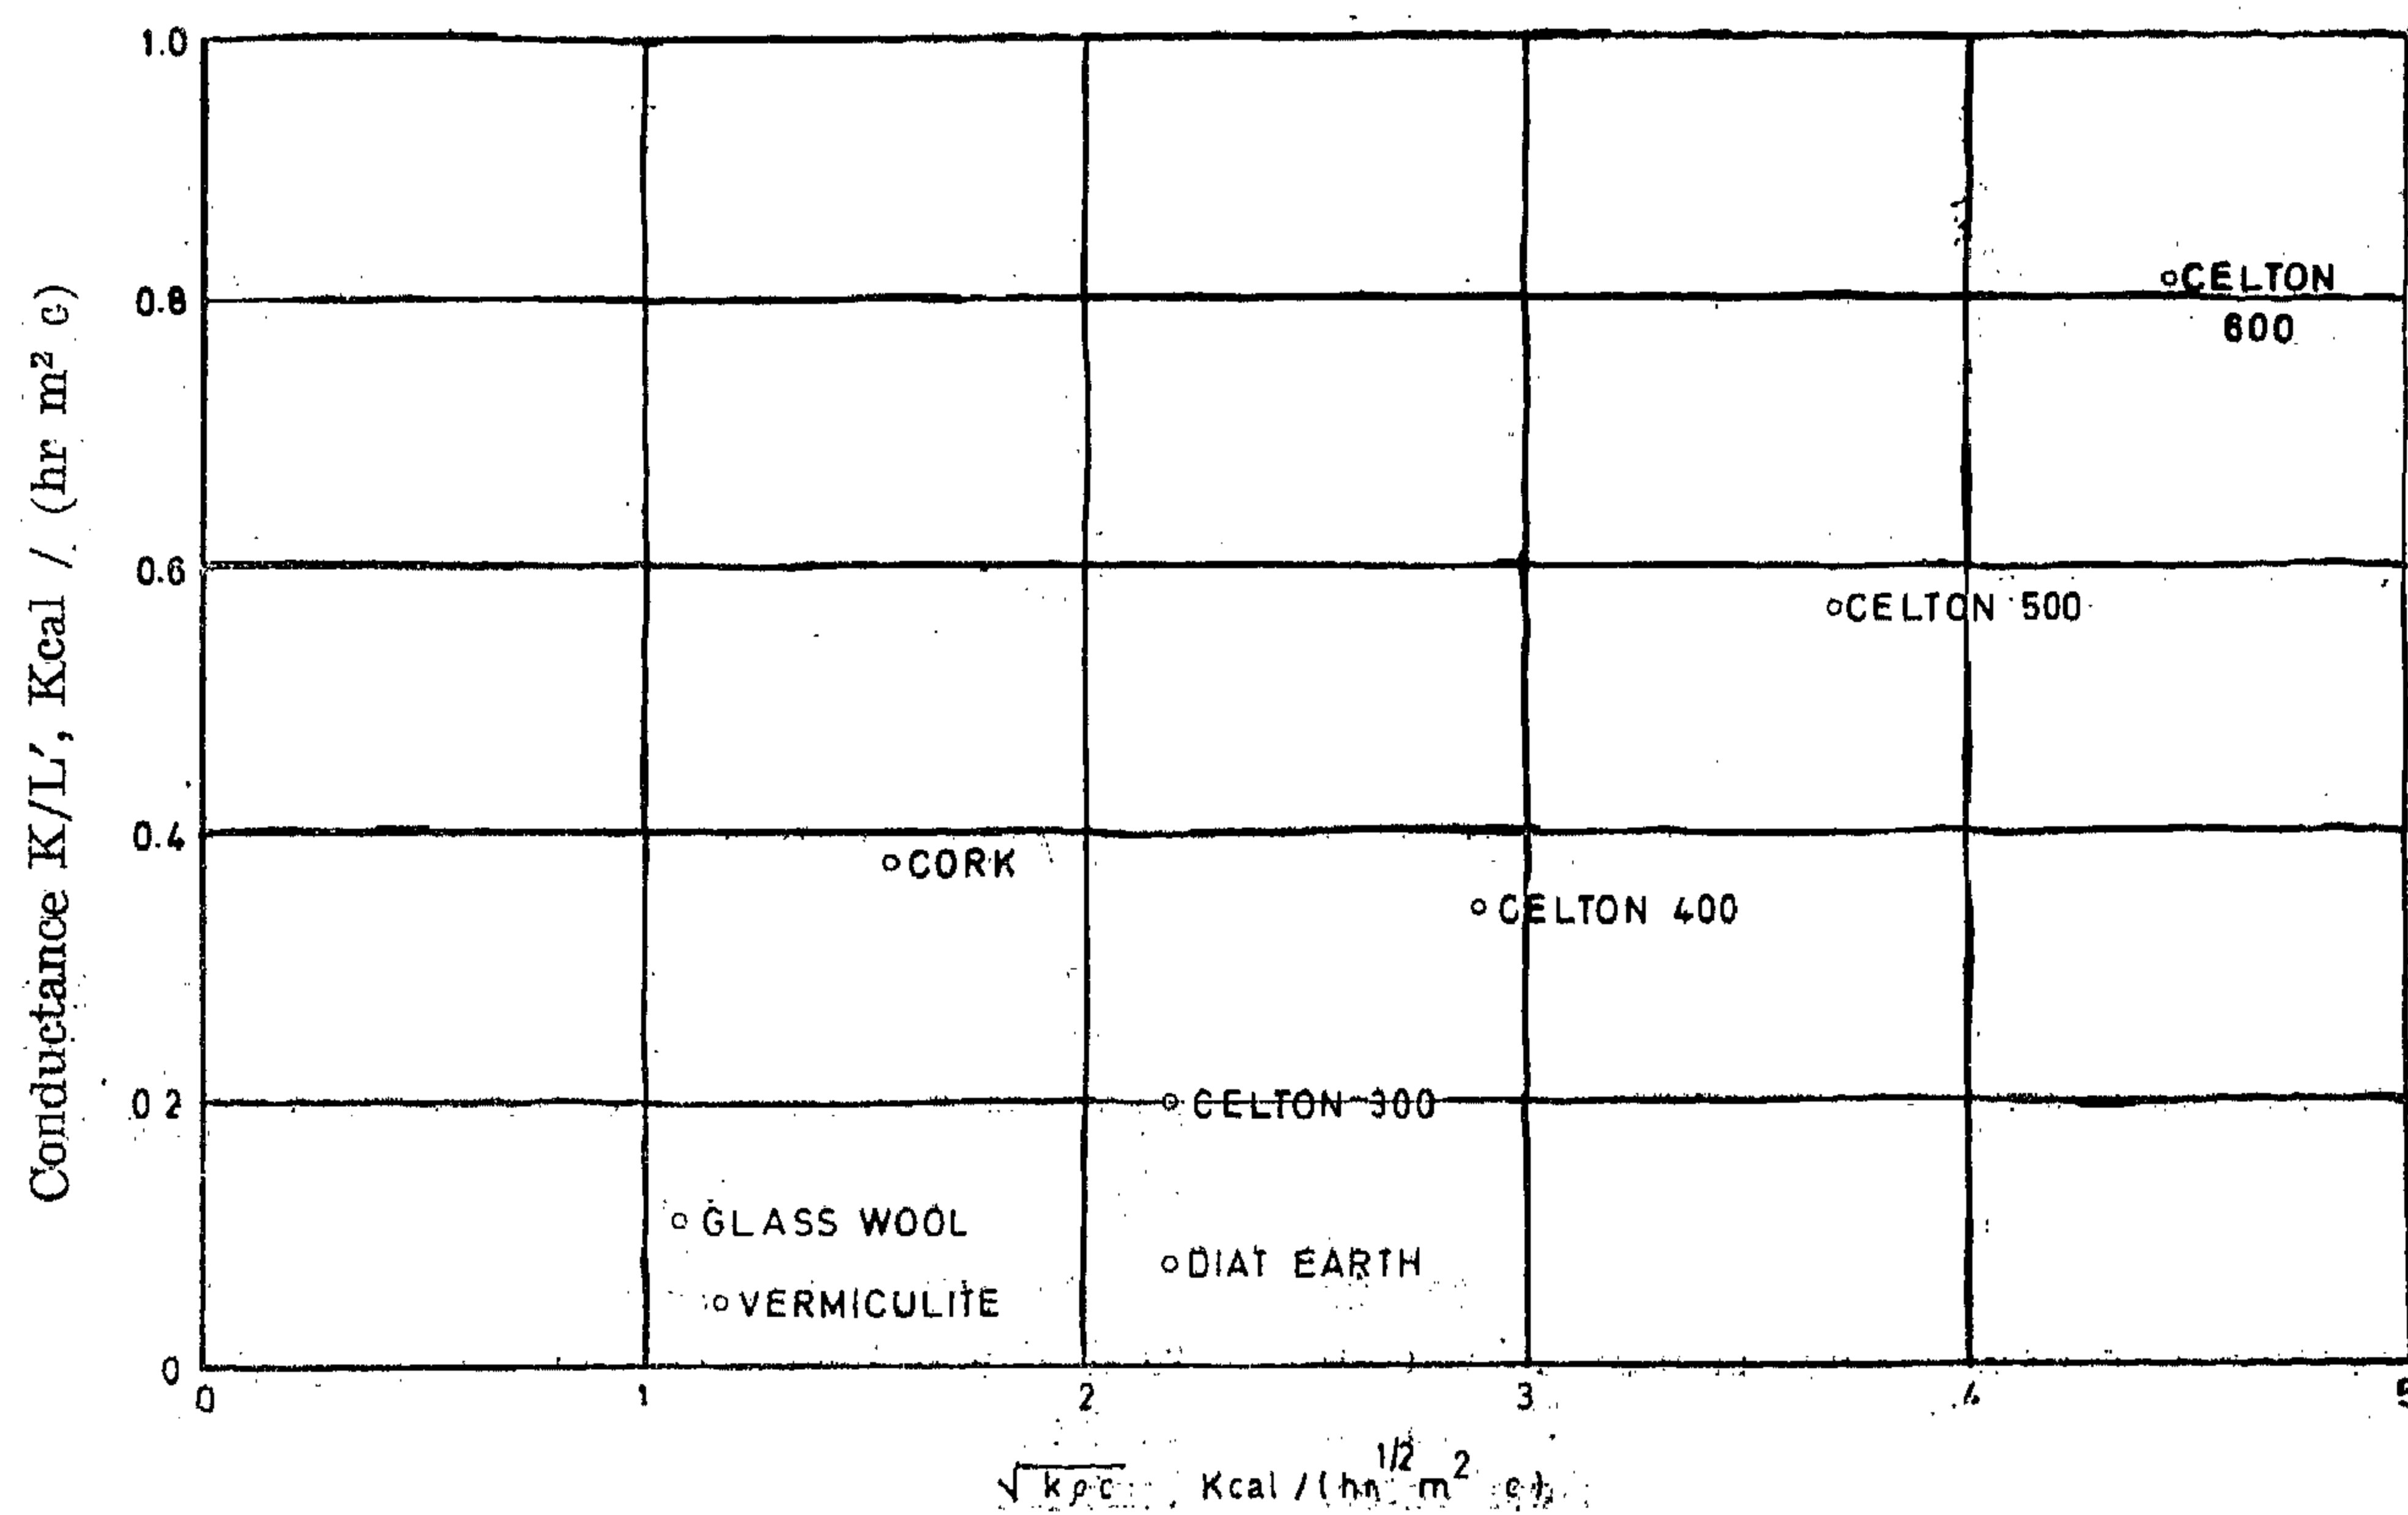 Conductance K/L', Kcal / (hr m² c)
1.0
0.8
0.6
0.4
0 2
0
CELTON
600
CELTON 500
CORK
CELTON 400
CELTON 300
GLASS WOOL
DIAT EARTH
VERMICULITE
0 1 2 3 4 5
√kρc , Kcal / (hr^1/2 m² c)